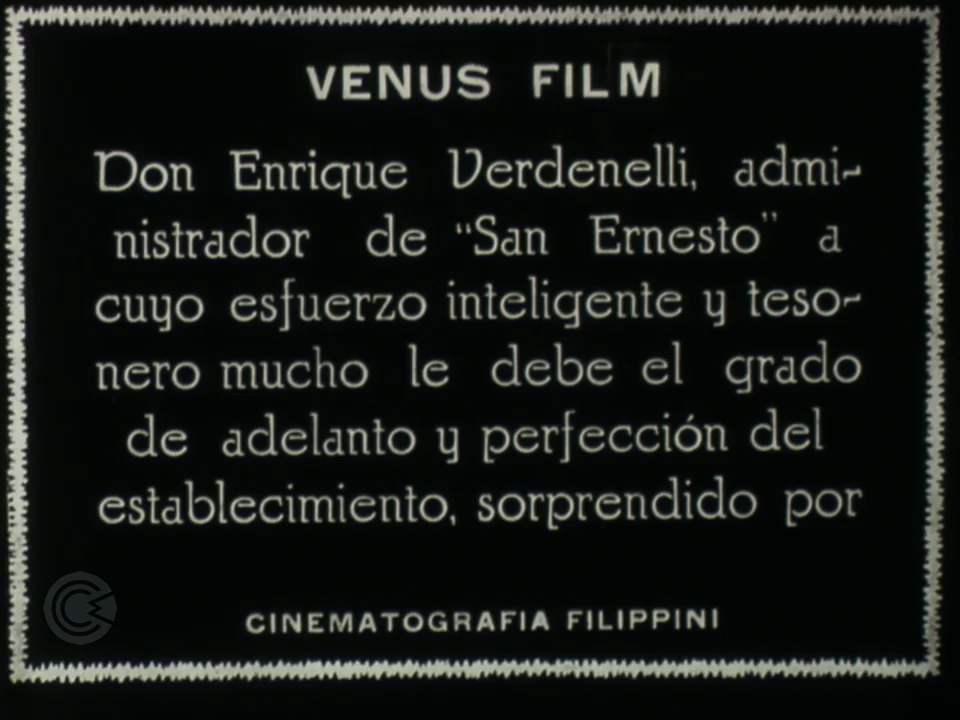 VENUS FILM
Don Enrique Verdenelli, admi-
nistrador de "San Ernesto" a
cuyo esfuerzo inteligente y teso-
nero mucho le debe el grado
de adelanto y perfección del
establecimiento, sorprendido por
CINEMATOGRAFIA FILIPPINI